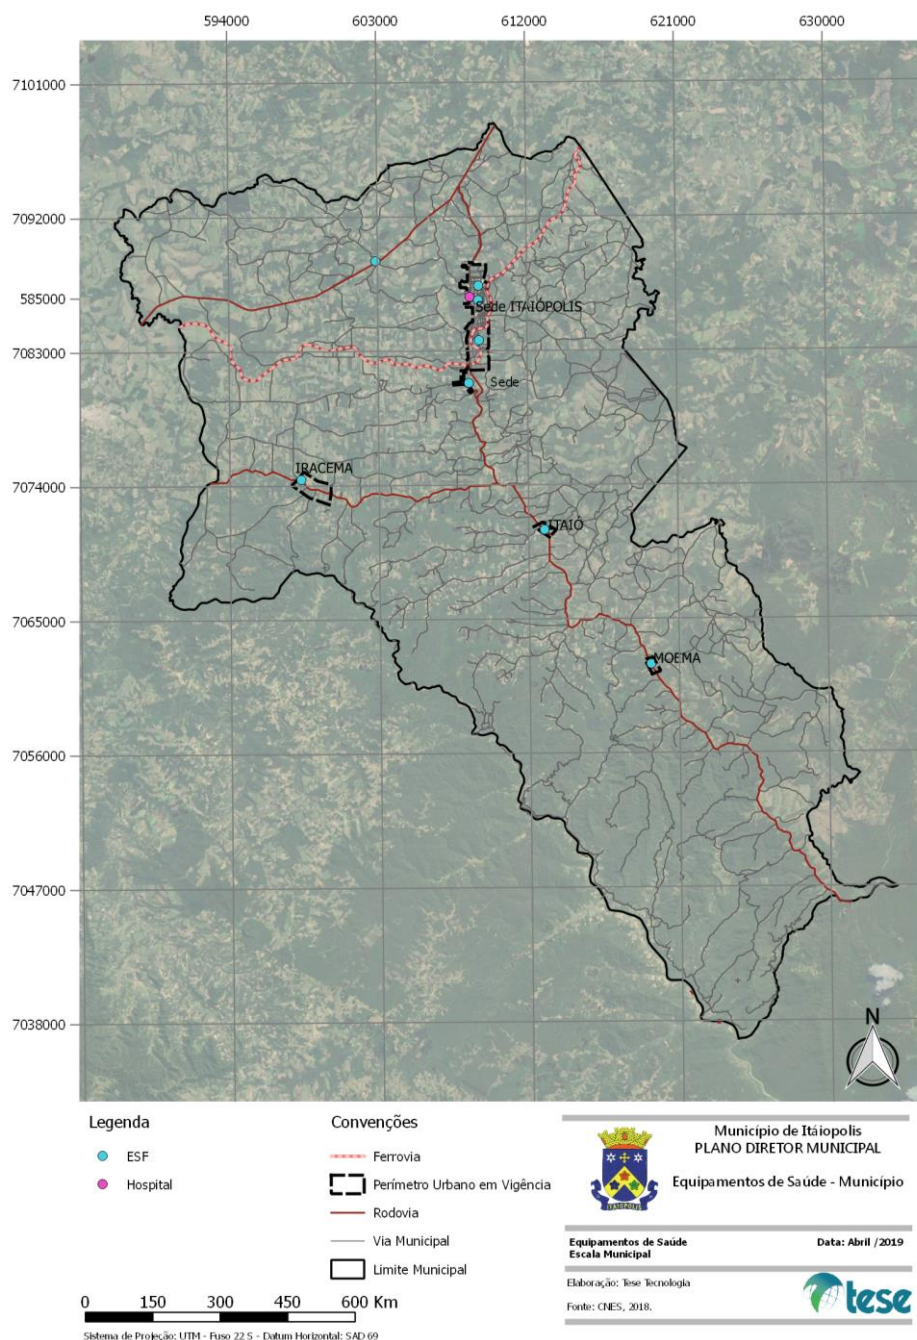 594000 603000 612000 621000 630000
7101000
7092000
7085000
Sede ITAIÓPOLIS
7083000
Sede
IRACEMA
7074000
ITAIÓ
7065000
MOEMA
7056000
7047000
7038000
N
Legenda
ESF
Hospital
Convenções
Ferrovia
Perímetro Urbano em Vigência
Rodovia
Via Municipal
Limite Municipal
0 150 300 450 600 Km
Sistema de Projeção: UTM - Fuso 22 S - Datum Horizontal: SAD 69
ITAIÓPOLIS
Município de Itáiopolis
PLANO DIRETOR MUNICIPAL
Equipamentos de Saúde - Município
Equipamentos de Saúde
Escala Municipal
Data: Abril /2019
Elaboração: Tese Tecnologia
Fonte: CNES, 2018.
tese